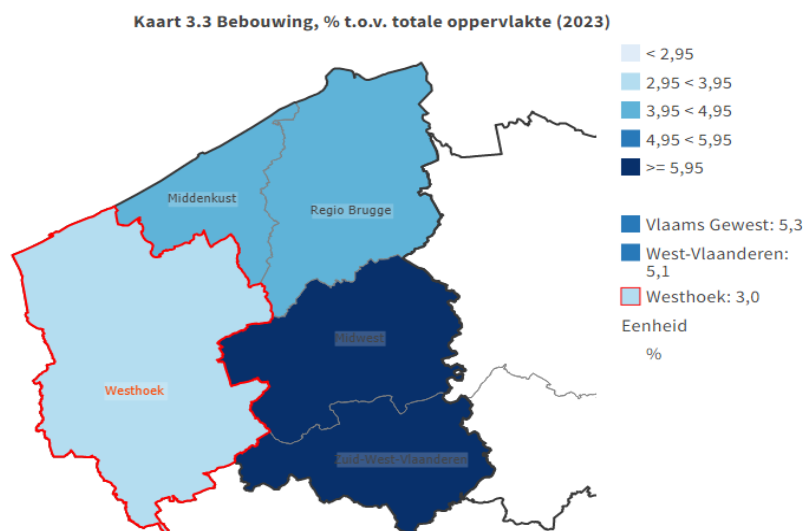 Kaart 3.3 Bebouwing, % t.o.v. totale oppervlakte (2023)
< 2,95
2,95 < 3,95
3,95 < 4,95
4,95 < 5,95
>= 5,95
Middenkust
Regio Brugge
Vlaams Gewest: 5,3
West-Vlaanderen:
5,1
Westhoek: 3,0
Eenheid
%
Midwest
Westhoek
Zuid-West-Vlaanderen